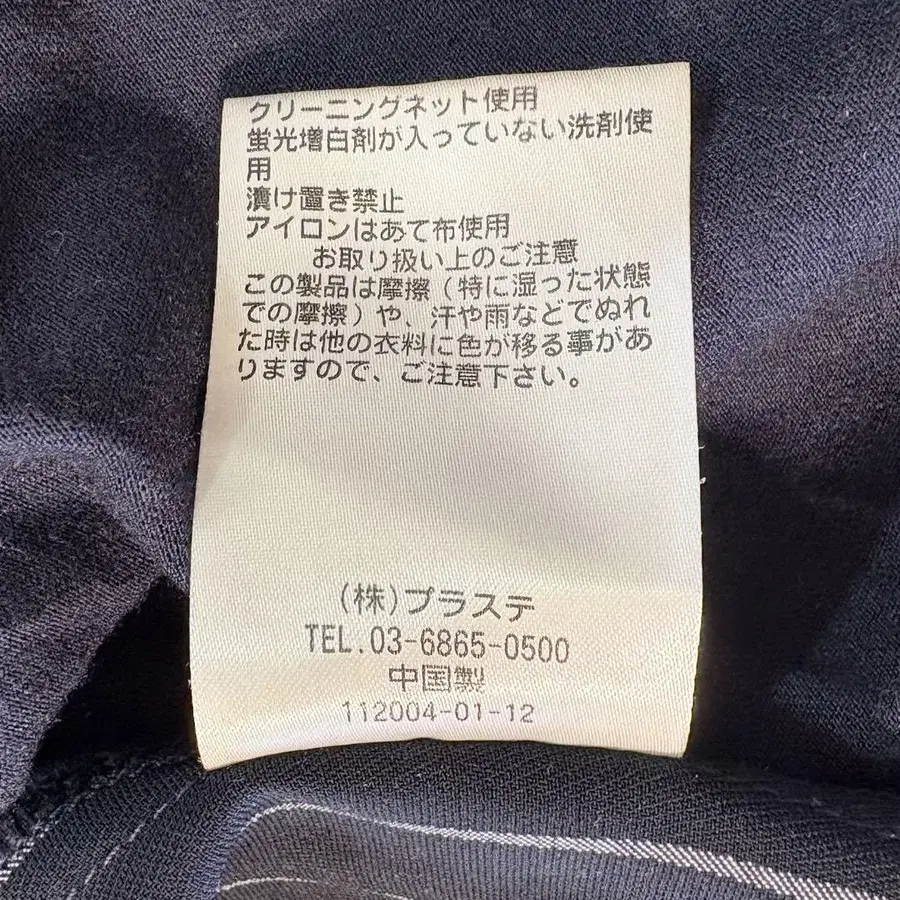 クリーニングネット使用
蛍光増白剤が入っていない洗剤使
用
漬け置き禁止
アイロンはあて布使用
お取り扱い上のご注意
この製品は摩擦（特に湿った状態
での摩擦）や、汗や雨などでぬれ
た時は他の衣料に色が移る事があ
りますので、ご注意下さい。
(株)プラステ
TEL.03-6865-0500
中国製
112004-01-12